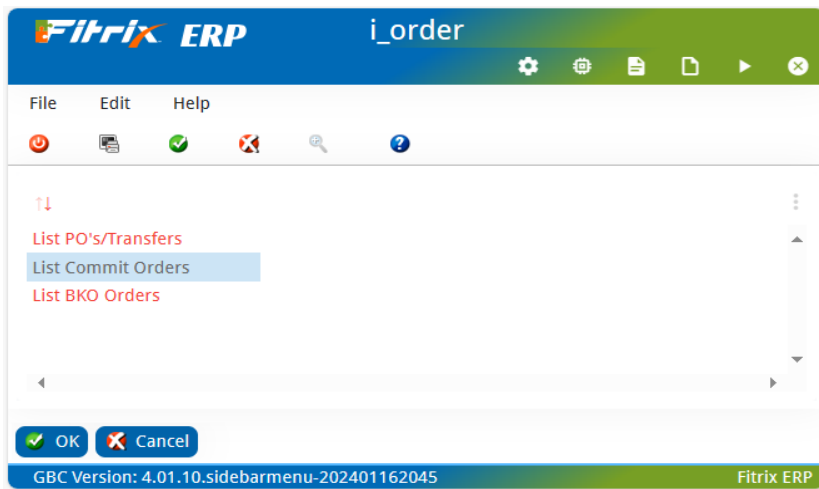 Fitrix ERP i_order
File Edit Help
List PO's/Transfers
List Commit Orders
List BKO Orders
OK Cancel
GBC Version: 4.01.10.sidebarmenu-202401162045 Fitrix ERP